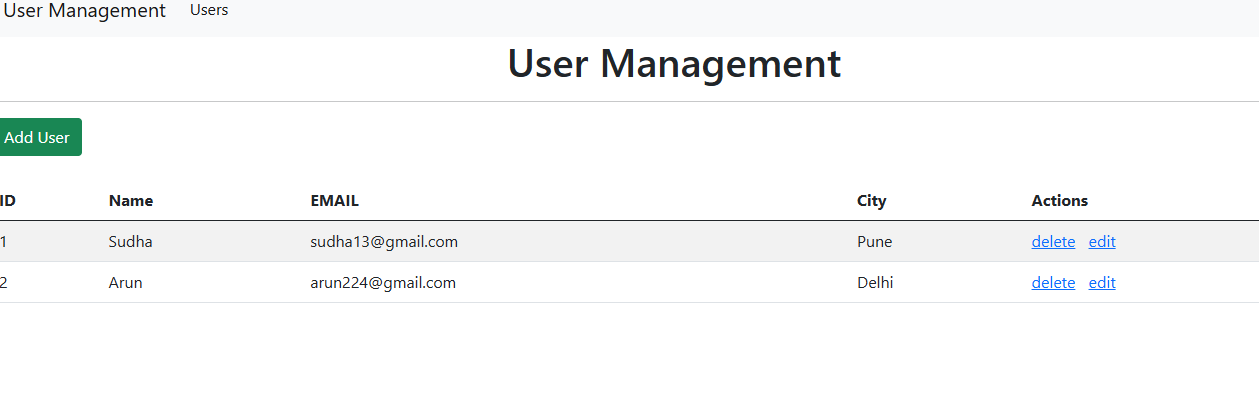 User Management Users
User Management
Add User
ID Name EMAIL City Actions
1 Sudha sudha13@gmail.com Pune delete edit
2 Arun arun224@gmail.com Delhi delete edit